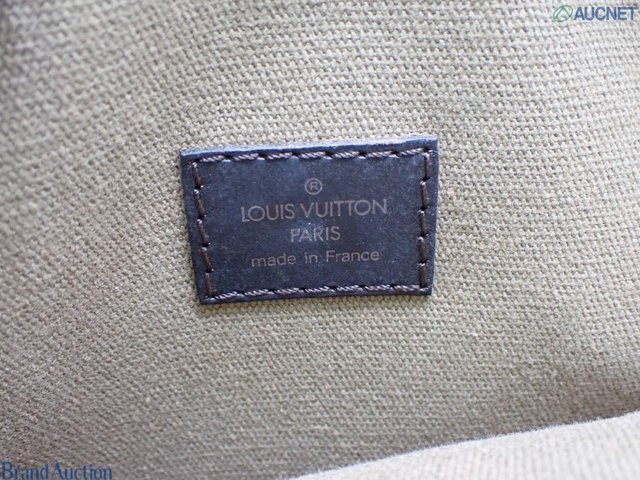 AUCNET
®
LOUIS VUITTON
PARIS
made in France
Brand Auction